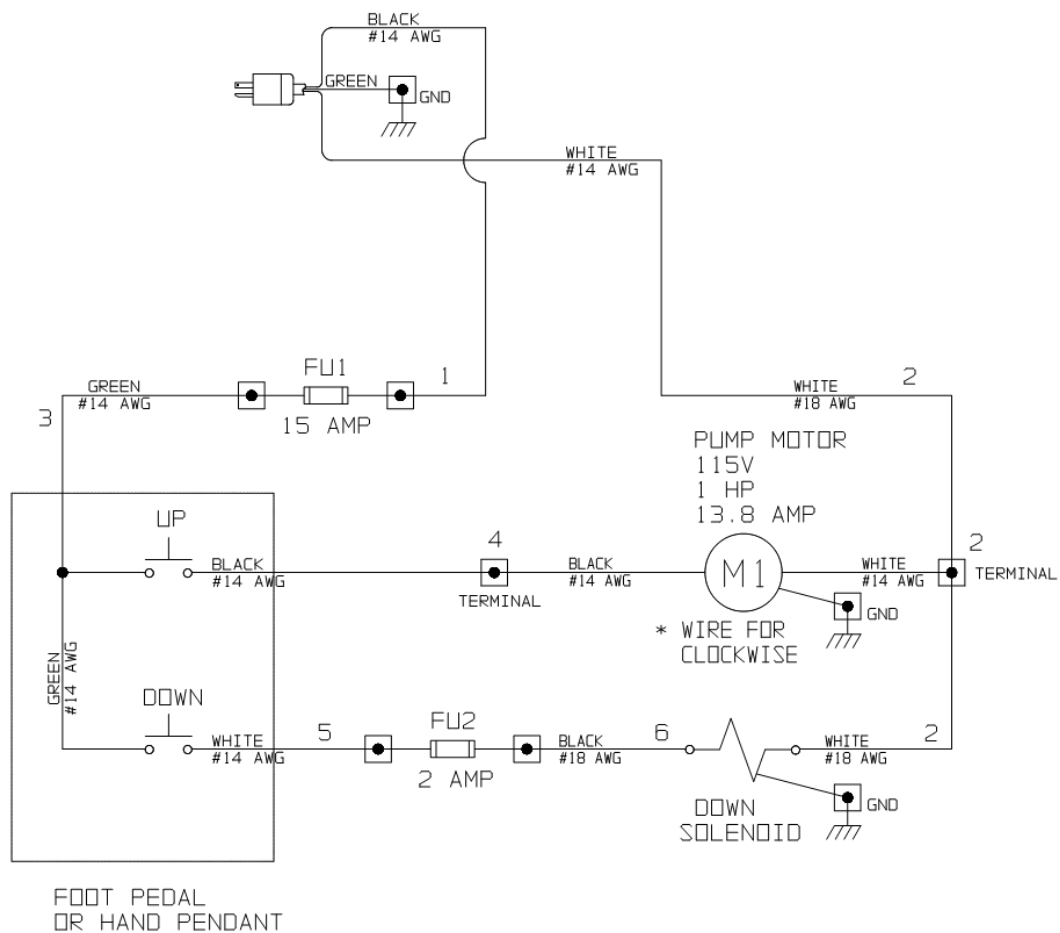 BLACK
#14 AWG
GREEN
GND
WHITE
#14 AWG
FU1
1
GREEN
#14 AWG
15 AMP
3
WHITE
#18 AWG
2
PUMP MOTOR
115V
1 HP
13.8 AMP
UP
BLACK
#14 AWG
4
TERMINAL
BLACK
#14 AWG
M1
WHITE
#14 AWG
2
TERMINAL
GND
* WIRE FOR
CLOCKWISE
GREEN
#14 AWG
DOWN
WHITE
#14 AWG
5
FU2
2 AMP
BLACK
#18 AWG
6
WHITE
#18 AWG
2
GND
DOWN
SOLENOID
FOOT PEDAL
OR HAND PENDANT